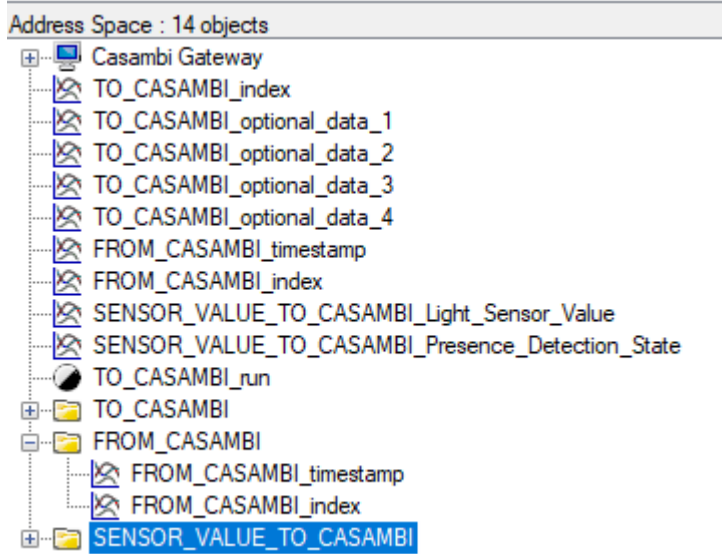 Address Space : 14 objects
Casambi Gateway
TO_CASAMBI_index
TO_CASAMBI_optional_data_1
TO_CASAMBI_optional_data_2
TO_CASAMBI_optional_data_3
TO_CASAMBI_optional_data_4
FROM_CASAMBI_timestamp
FROM_CASAMBI_index
SENSOR_VALUE_TO_CASAMBI_Light_Sensor_Value
SENSOR_VALUE_TO_CASAMBI_Presence_Detection_State
TO_CASAMBI_run
TO_CASAMBI
FROM_CASAMBI
FROM_CASAMBI_timestamp
FROM_CASAMBI_index
SENSOR_VALUE_TO_CASAMBI